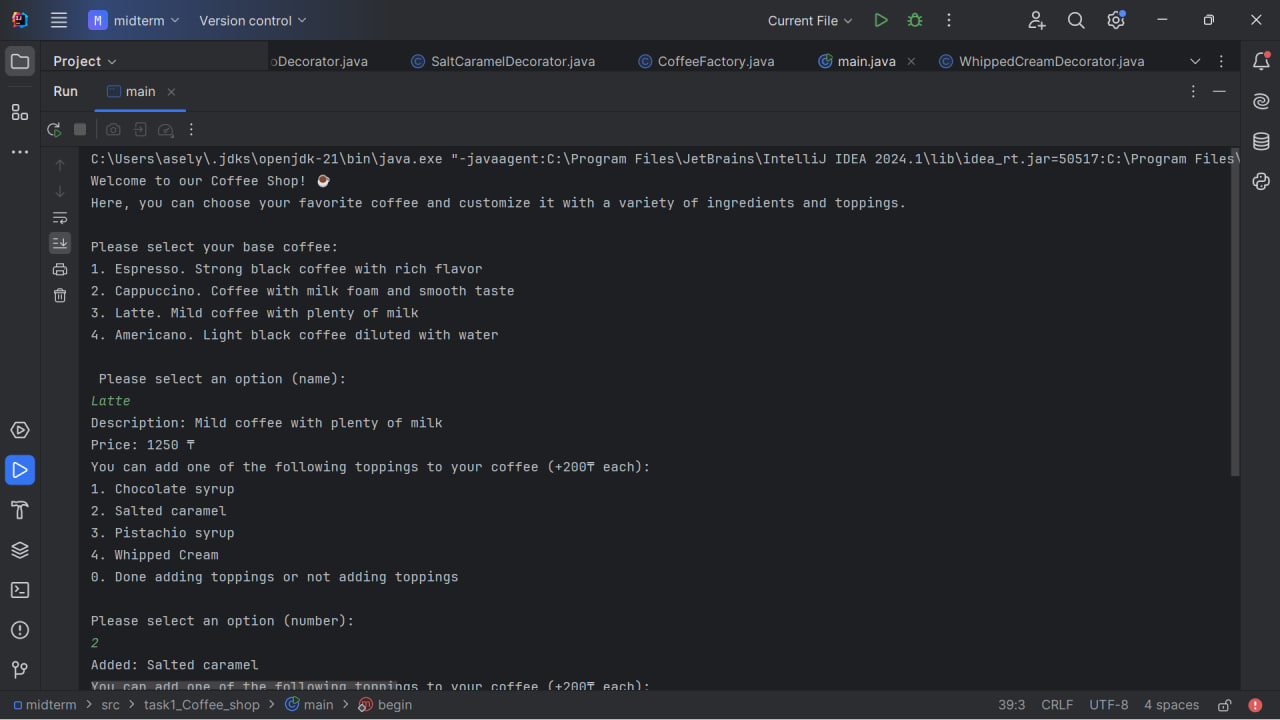 M midterm Version control Current File
Project oDecorator.java SaltCaramelDecorator.java CoffeeFactory.java main.java WhippedCreamDecorator.java
Run main
C:\Users\asely\.jdks\openjdk-21\bin\java.exe "-javaagent:C:\Program Files\JetBrains\IntelliJ IDEA 2024.1\lib\idea_rt.jar=50517:C:\Program Files\
Welcome to our Coffee Shop! ☕
Here, you can choose your favorite coffee and customize it with a variety of ingredients and toppings.
Please select your base coffee:
1. Espresso. Strong black coffee with rich flavor
2. Cappuccino. Coffee with milk foam and smooth taste
3. Latte. Mild coffee with plenty of milk
4. Americano. Light black coffee diluted with water
Please select an option (name):
Latte
Description: Mild coffee with plenty of milk
Price: 1250 ₸
You can add one of the following toppings to your coffee (+200₸ each):
1. Chocolate syrup
2. Salted caramel
3. Pistachio syrup
4. Whipped Cream
0. Done adding toppings or not adding toppings
Please select an option (number):
2
Added: Salted caramel
You can add one of the following toppings to your coffee (+200₸ each):
midterm > src > task1_Coffee_shop > main > begin 39:3 CRLF UTF-8 4 spaces